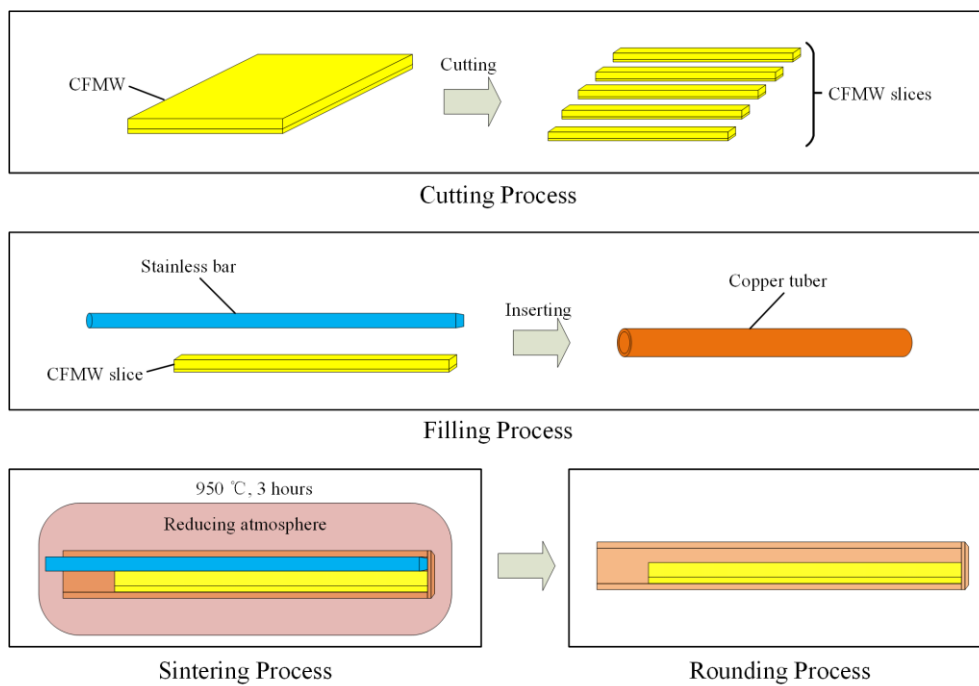 CFMW
Cutting
CFMW slices
Cutting Process
Stainless bar
CFMW slice
Inserting
Copper tuber
Filling Process
950 ℃, 3 hours
Reducing atmosphere
Sintering Process
Rounding Process